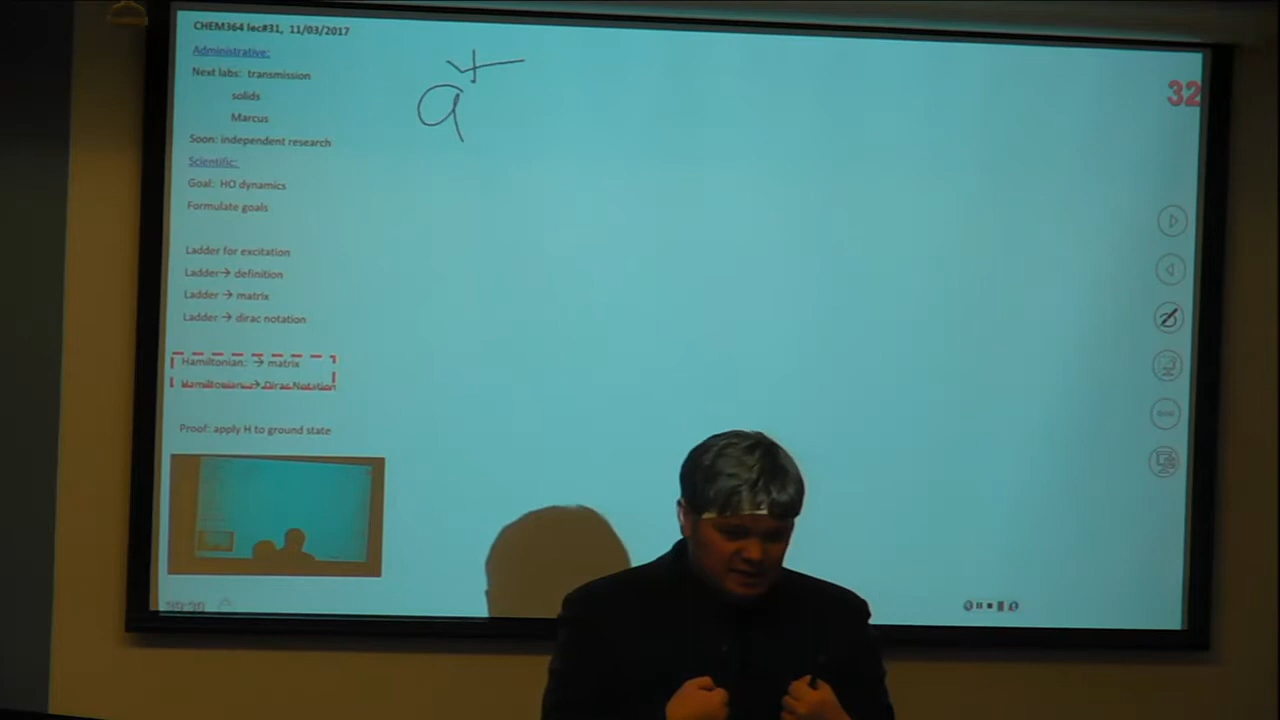 CHEM364 lec#31, 11/03/2017
Administrative:
Next labs: transmission
solids
Marcus
Soon: independent research
Scientific:
Goal: HO dynamics
Formulate goals
Ladder for excitation
Ladder→ definition
Ladder → matrix
Ladder → dirac notation
Hamiltonian: → matrix
Hamiltonian: → Dirac Notation
Proof: apply H to ground state
a⁺
32